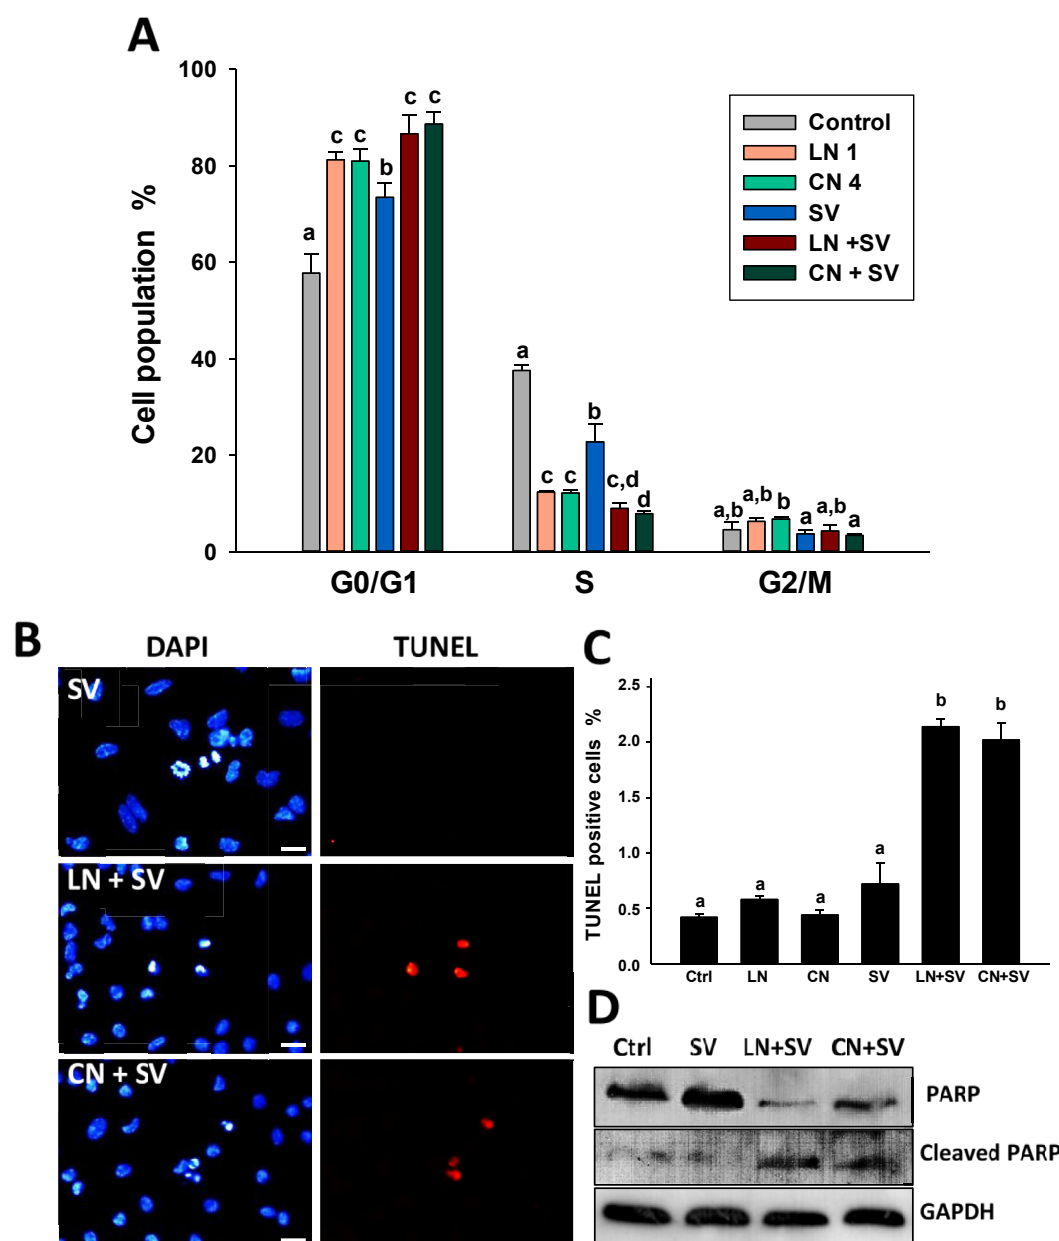 A
Cell population %
100
80
60
40
20
0
a
c
c
b
c
c
a
c
c
b
c,d
d
a,b
a,b
b
a
a,b
a
G0/G1
S
G2/M
Control
LN 1
CN 4
SV
LN +SV
CN + SV
B
DAPI
TUNEL
SV
LN + SV
CN + SV
C
TUNEL positive cells %
2.5
2.0
1.5
1.0
0.5
0.0
a
a
a
a
b
b
Ctrl
LN
CN
SV
LN+SV
CN+SV
D
Ctrl SV LN+SV CN+SV
PARP
Cleaved PARP
GAPDH